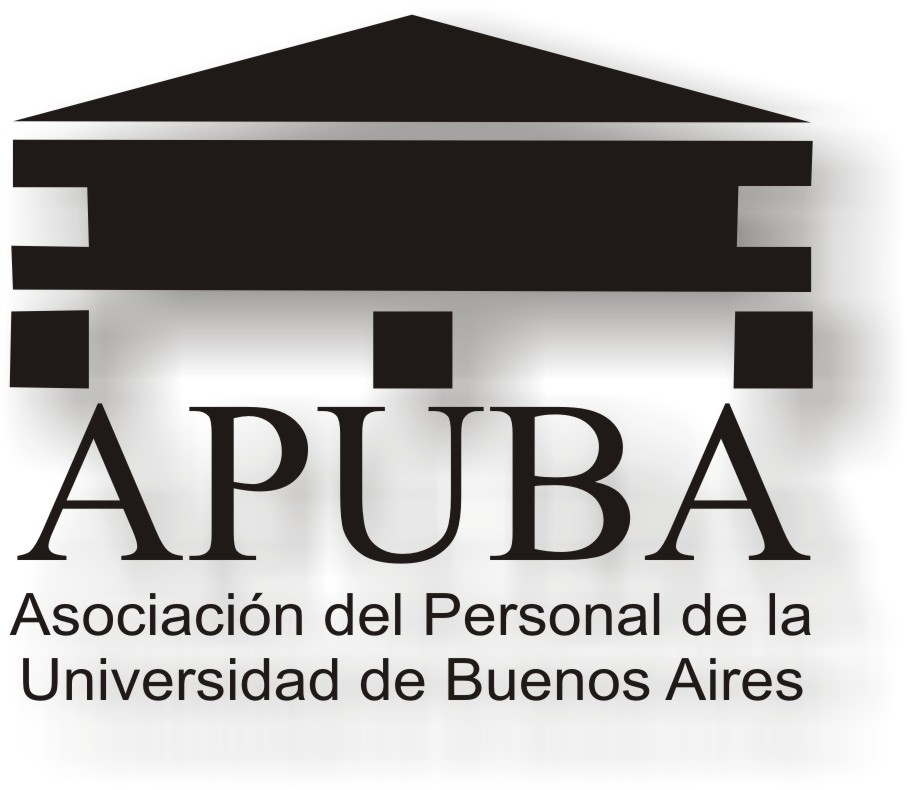 APUBA
Asociación del Personal de la
Universidad de Buenos Aires